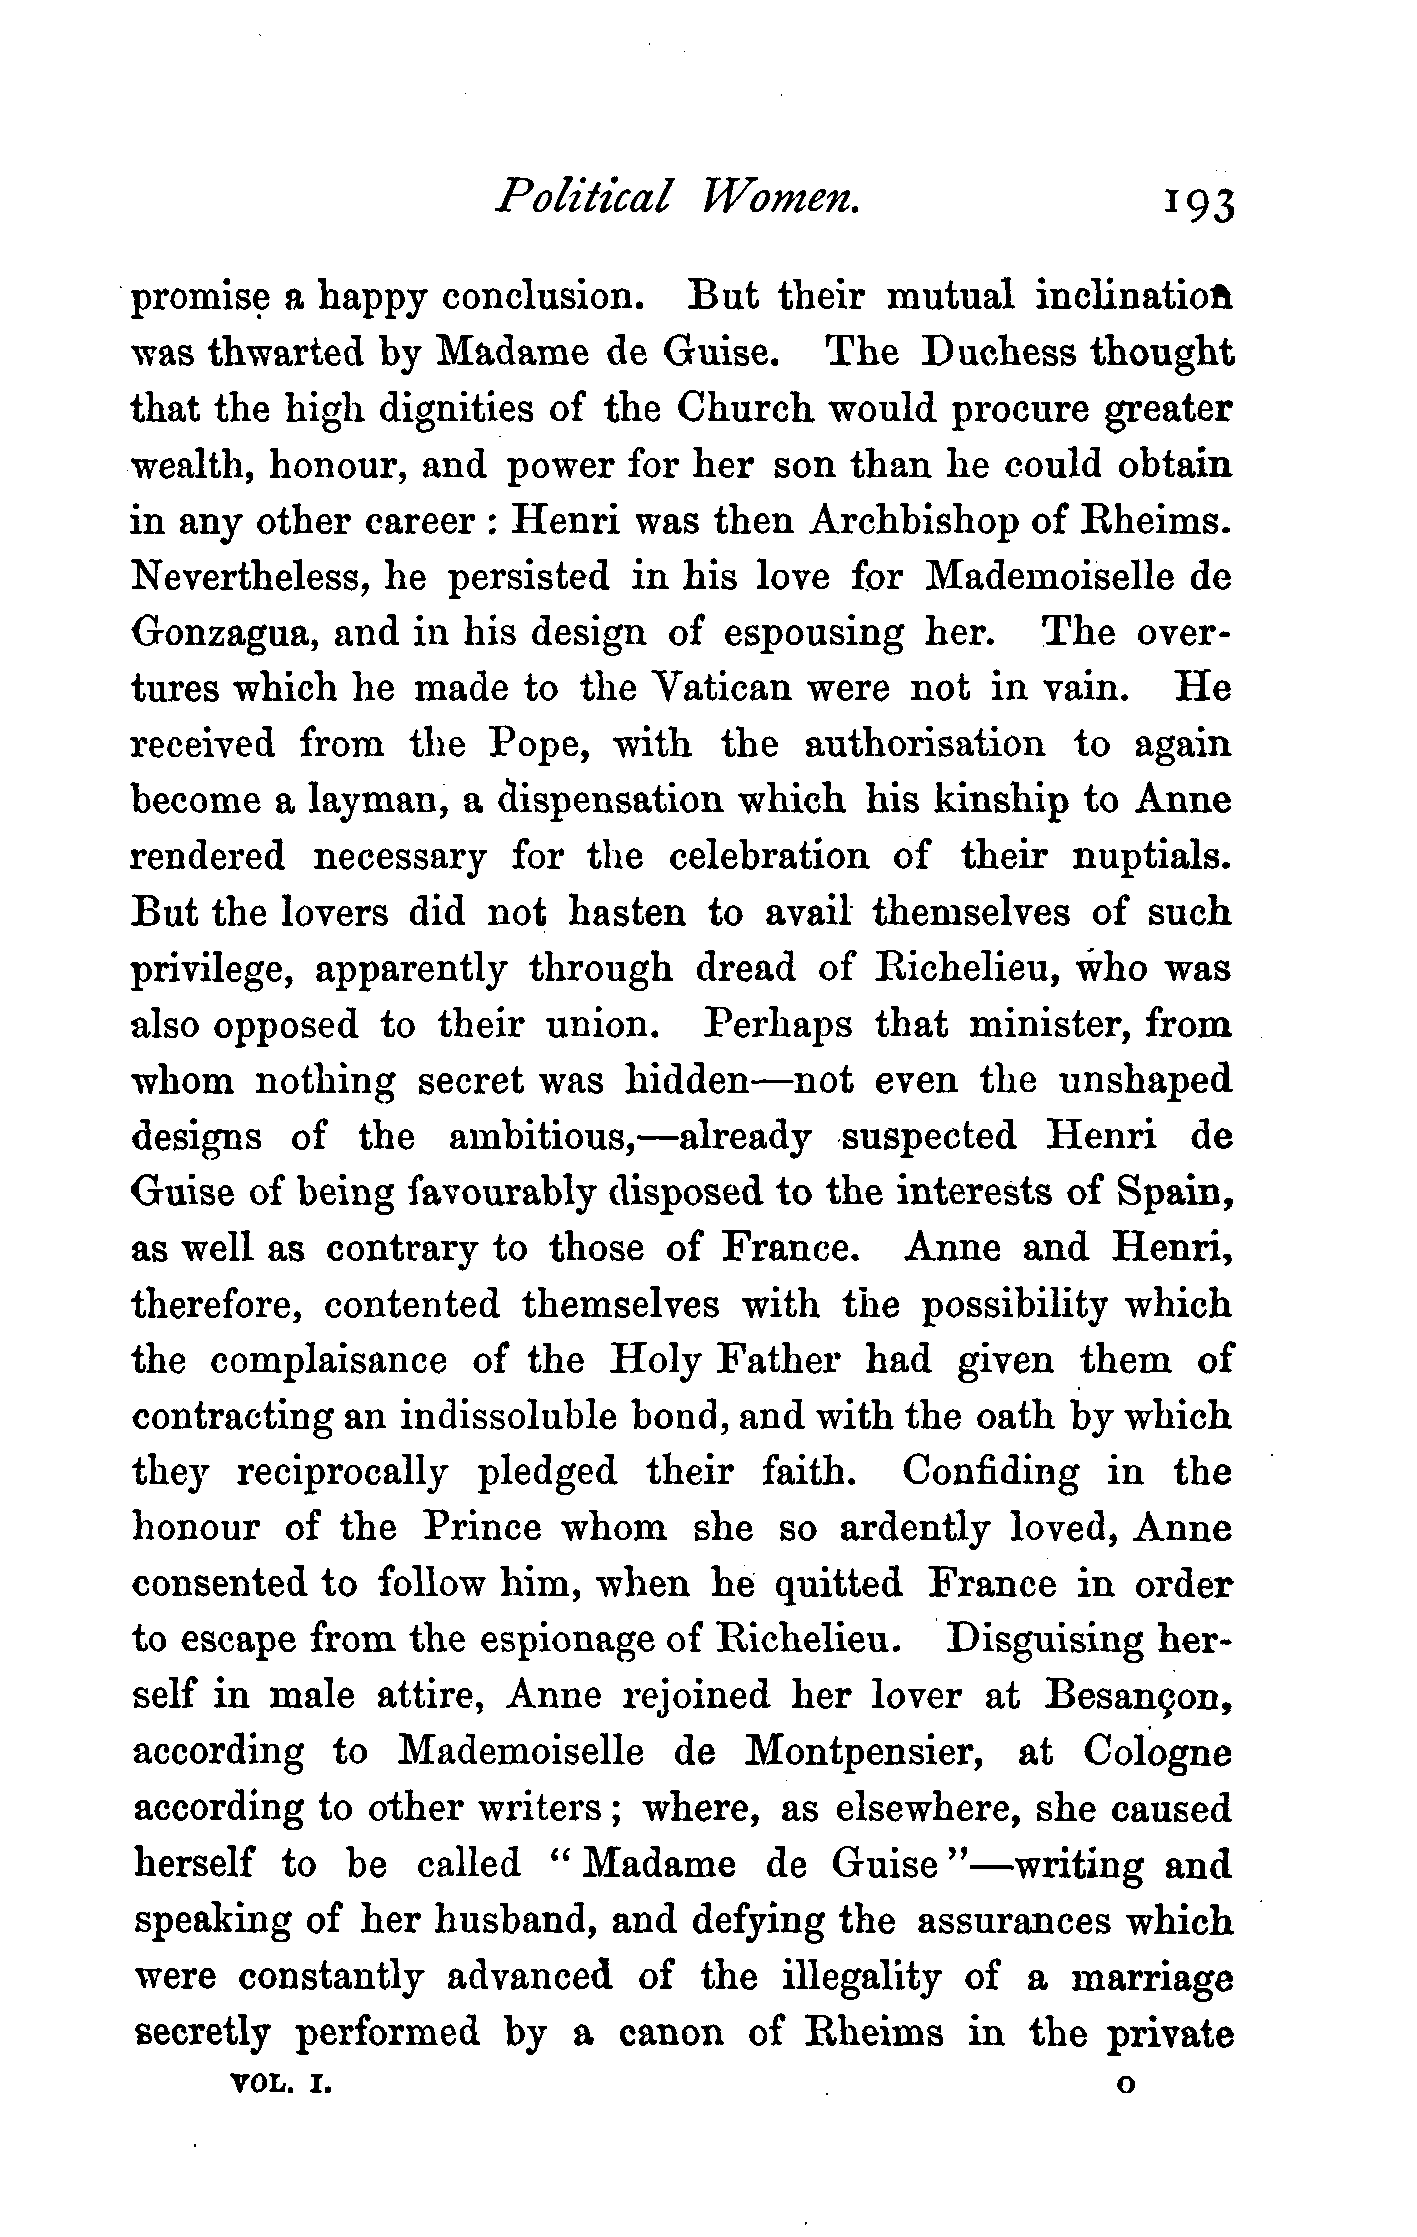 Political Women. 193
promise a happy conclusion. But their mutual inclination
was thwarted by Madame de Guise. The Duchess thought
that the high dignities of the Church would procure greater
wealth, honour, and power for her son than he could obtain
in any other career : Henri was then Archbishop of Rheims.
Nevertheless, he persisted in his love for Mademoiselle de
Gonzagua, and in his design of espousing her. The over-
tures which he made to the Vatican were not in vain. He
received from the Pope, with the authorisation to again
become a layman, a dispensation which his kinship to Anne
rendered necessary for the celebration of their nuptials.
But the lovers did not hasten to avail themselves of such
privilege, apparently through dread of Richelieu, who was
also opposed to their union. Perhaps that minister, from
whom nothing secret was hidden—not even the unshaped
designs of the ambitious,—already suspected Henri de
Guise of being favourably disposed to the interests of Spain,
as well as contrary to those of France. Anne and Henri,
therefore, contented themselves with the possibility which
the complaisance of the Holy Father had given them of
contracting an indissoluble bond, and with the oath by which
they reciprocally pledged their faith. Confiding in the
honour of the Prince whom she so ardently loved, Anne
consented to follow him, when he quitted France in order
to escape from the espionage of Richelieu. Disguising her-
self in male attire, Anne rejoined her lover at Besançon,
according to Mademoiselle de Montpensier, at Cologne
according to other writers ; where, as elsewhere, she caused
herself to be called “ Madame de Guise ”—writing and
speaking of her husband, and defying the assurances which
were constantly advanced of the illegality of a marriage
secretly performed by a canon of Rheims in the private
VOL. I. O